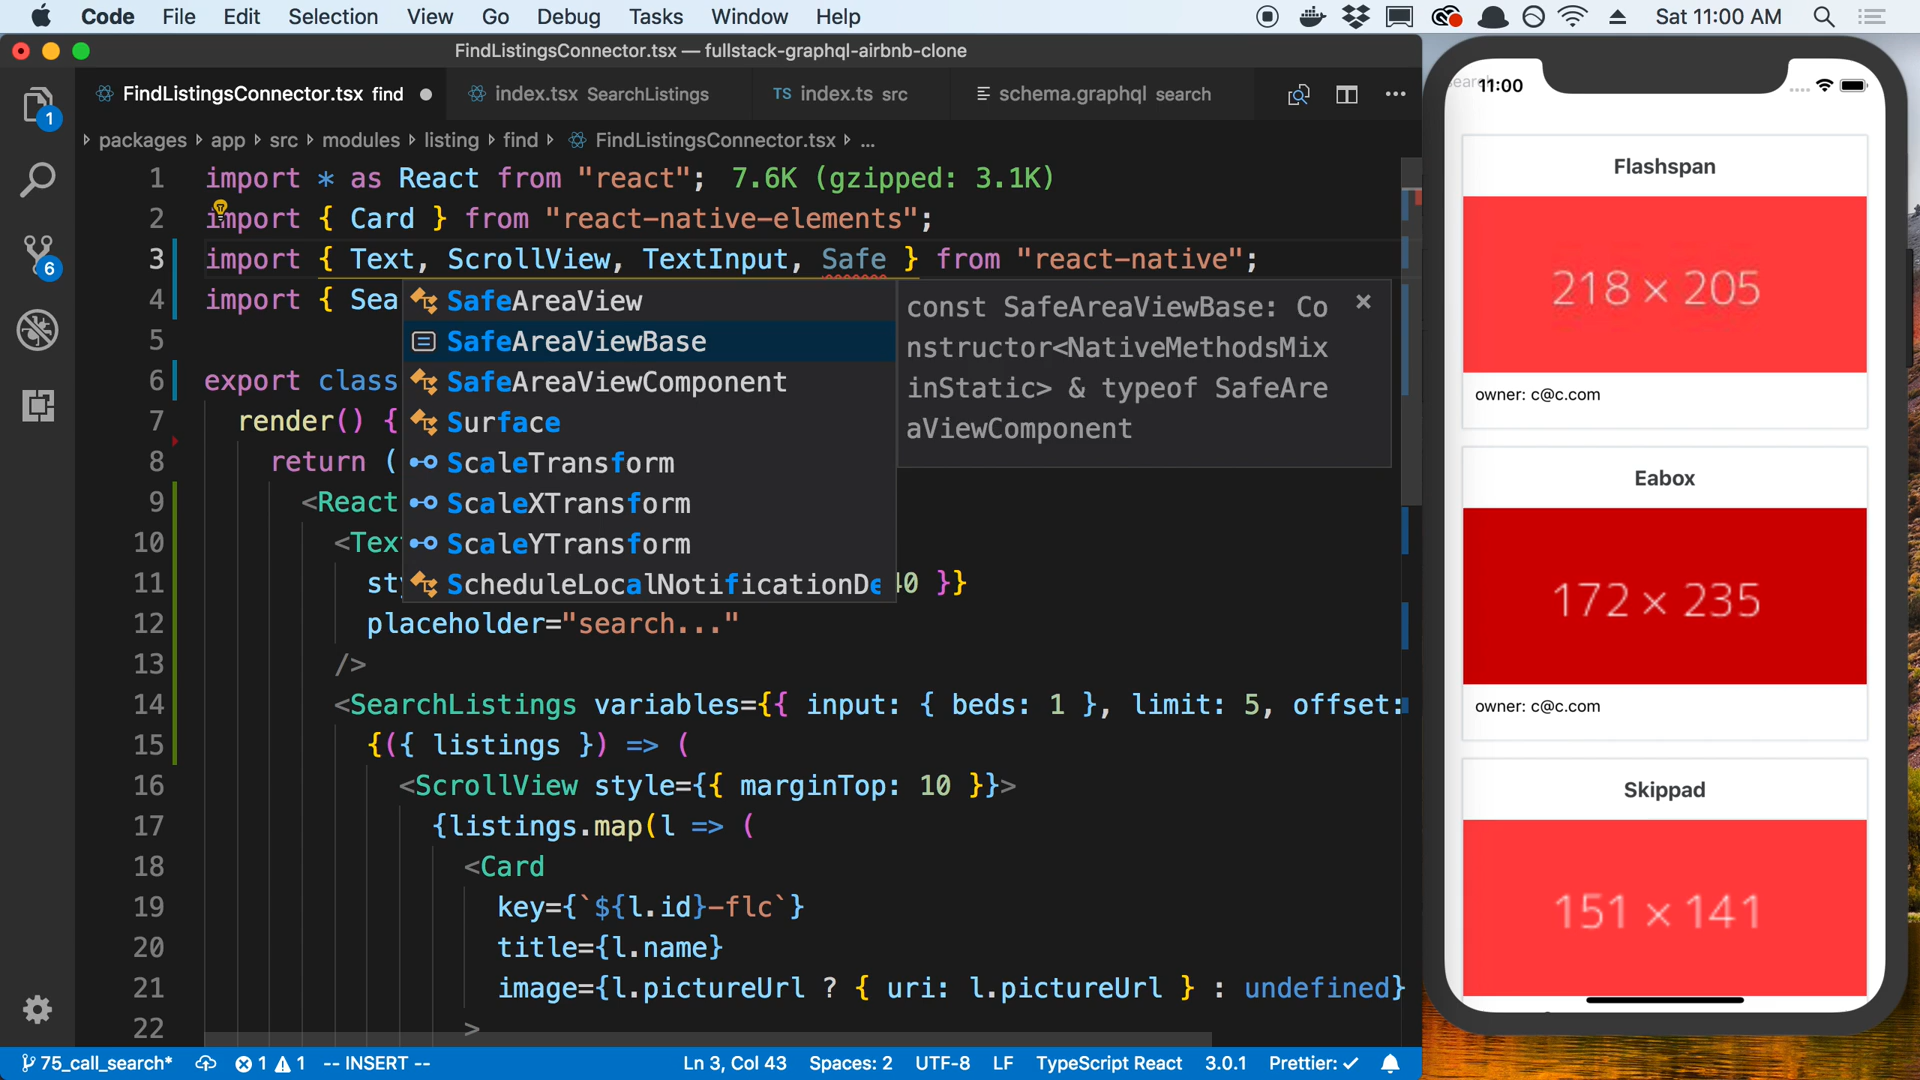 Code File Edit Selection View Go Debug Tasks Window Help Sat 11:00 AM
FindListingsConnector.tsx — fullstack-graphql-airbnb-clone
FindListingsConnector.tsx find index.tsx SearchListings TS index.ts src schema.graphql search
packages app src modules listing find FindListingsConnector.tsx ...
1 import * as React from "react"; 7.6K (gzipped: 3.1K)
2 import { Card } from "react-native-elements";
3 import { Text, ScrollView, TextInput, Safe } from "react-native";
4 import { Sea
5
6 export class
7 render() {
8 return (
9 <React
10 <Tex
11 sty 40 }}
12 placeholder="search..."
13 />
14 <SearchListings variables={{ input: { beds: 1 }, limit: 5, offset:
15 {({ listings }) => (
16 <ScrollView style={{ marginTop: 10 }}>
17 {listings.map(l => (
18 <Card
19 key={`${l.id}-flc`}
20 title={l.name}
21 image={l.pictureUrl ? { uri: l.pictureUrl } : undefined}
22 >
SafeAreaView
SafeAreaViewBase
SafeAreaViewComponent
Surface
ScaleTransform
ScaleXTransform
ScaleYTransform
ScheduleLocalNotificationDe
const SafeAreaViewBase: Co
nstructor<NativeMethodsMix
inStatic> & typeof SafeAre
aViewComponent
1
6
75_call_search* 1 1 -- INSERT -- Ln 3, Col 43 Spaces: 2 UTF-8 LF TypeScript React 3.0.1 Prettier: ✓
11:00
Flashspan
218 × 205
owner: c@c.com
Eabox
172 × 235
owner: c@c.com
Skippad
151 × 141